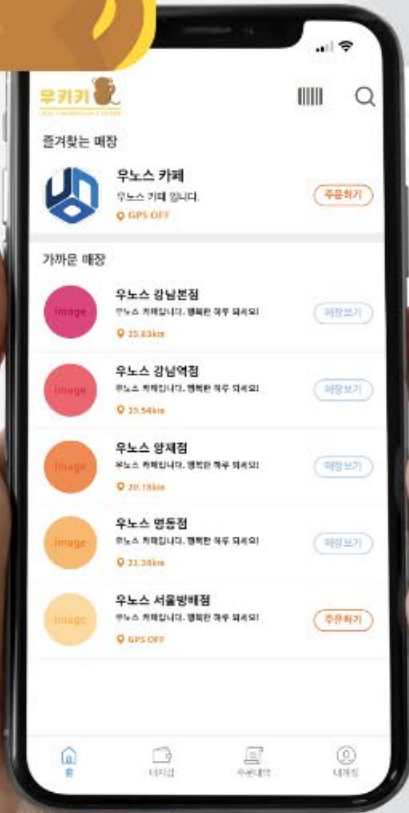 우키키
즐겨찾는 매장
우노스 카페
우노스 카페 입니다.
GPS OFF
주문하기
가까운 매장
image
우노스 강남본점
우노스 카페입니다. 행복한 하루 되세요!
15.83km
매장보기
image
우노스 강남역점
우노스 카페입니다. 행복한 하루 되세요!
15.54km
매장보기
image
우노스 양재점
우노스 카페입니다. 행복한 하루 되세요!
20.18km
매장보기
image
우노스 명동점
우노스 카페입니다. 행복한 하루 되세요!
21.38km
매장보기
image
우노스 서울방배점
우노스 카페입니다. 행복한 하루 되세요!
GPS OFF
주문하기
홈
내지갑
주문내역
내계정